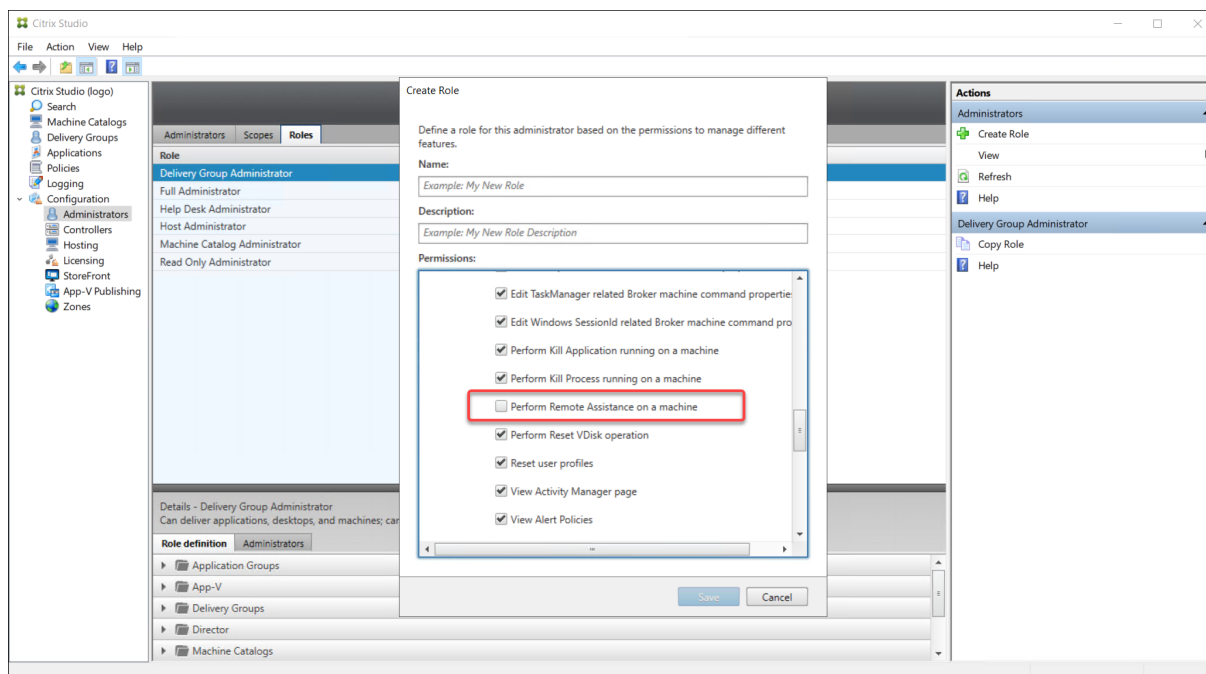 Citrix Studio
File Action View Help
Citrix Studio (logo)
Search
Machine Catalogs
Delivery Groups
Applications
Policies
Logging
Configuration
Administrators
Controllers
Hosting
Licensing
StoreFront
App-V Publishing
Zones
Administrators Scopes Roles
Role
Delivery Group Administrator
Full Administrator
Help Desk Administrator
Host Administrator
Machine Catalog Administrator
Read Only Administrator
Details - Delivery Group Administrator
Can deliver applications, desktops, and machines; can
Role definition Administrators
Application Groups
App-V
Delivery Groups
Director
Machine Catalogs
Create Role
Define a role for this administrator based on the permissions to manage different
features.
Name:
Example: My New Role
Description:
Example: My New Role Description
Permissions:
Edit TaskManager related Broker machine command properties
Edit Windows SessionId related Broker machine command pro
Perform Kill Application running on a machine
Perform Kill Process running on a machine
Perform Remote Assistance on a machine
Perform Reset VDisk operation
Reset user profiles
View Activity Manager page
View Alert Policies
Save Cancel
Actions
Administrators
Create Role
View
Refresh
Help
Delivery Group Administrator
Copy Role
Help